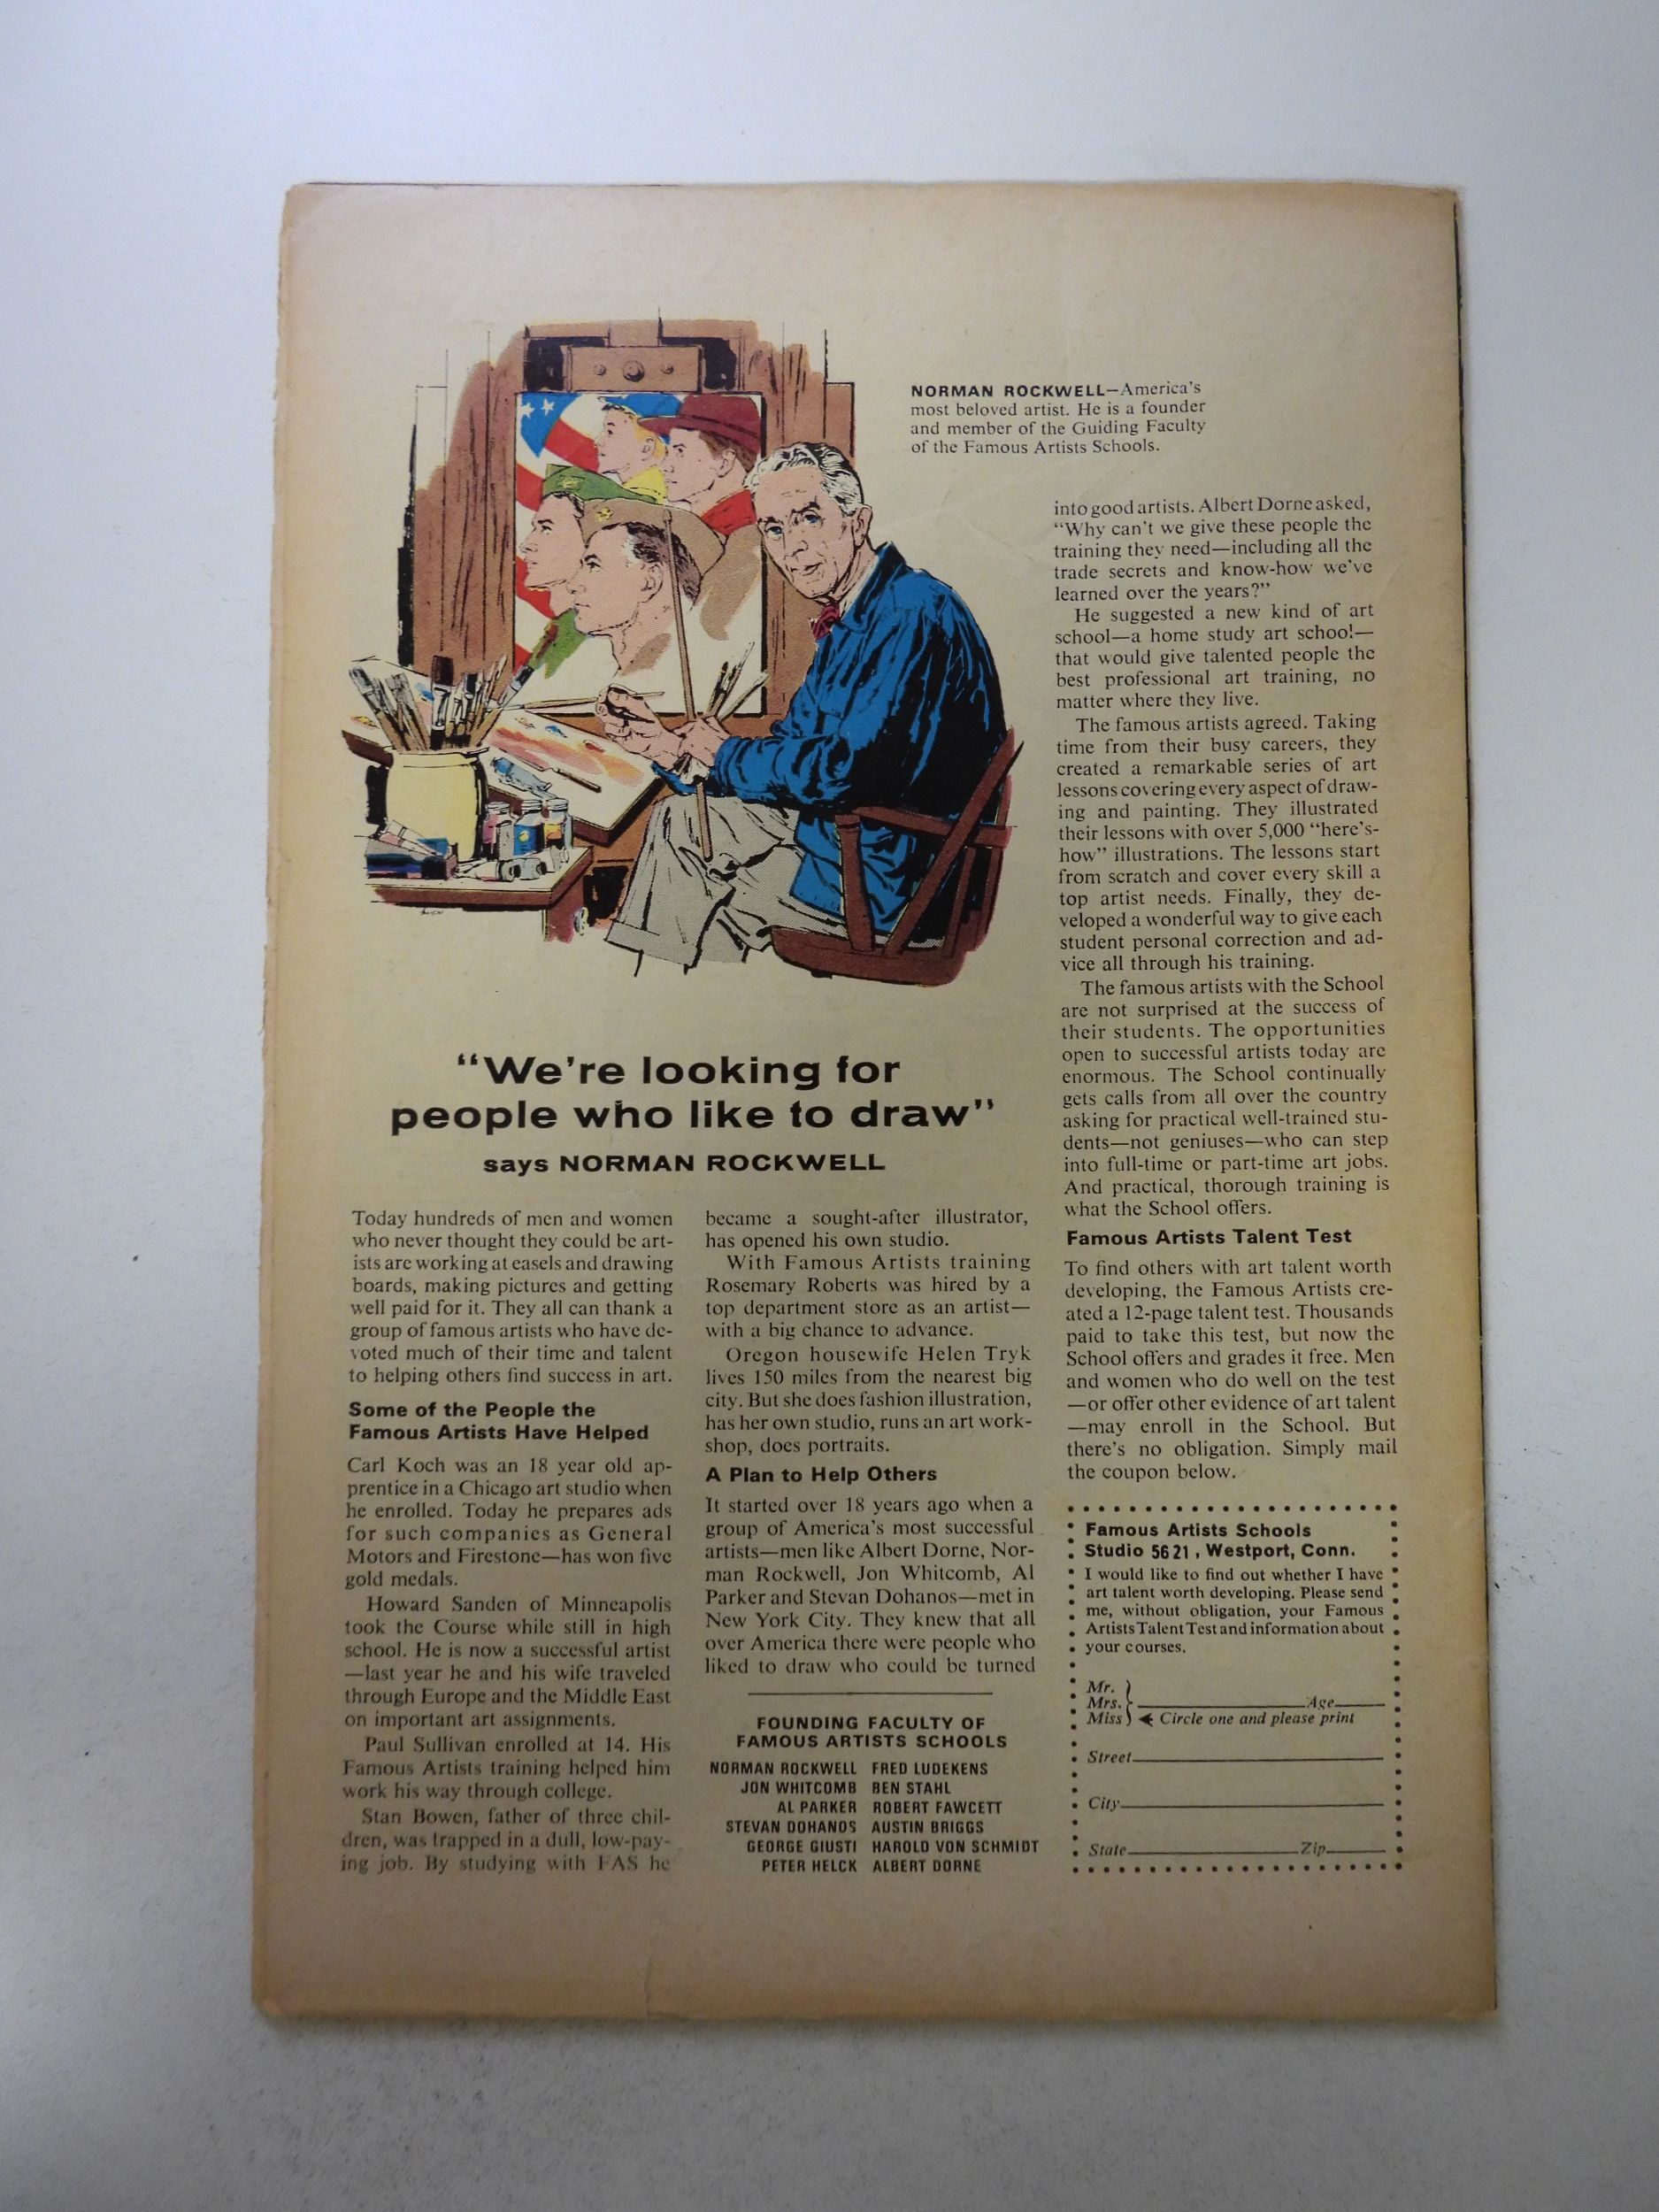 NORMAN ROCKWELL—America's
most beloved artist. He is a founder
and member of the Guiding Faculty
of the Famous Artists Schools.
"We're looking for
people who like to draw"
says NORMAN ROCKWELL
Today hundreds of men and women
who never thought they could be art-
ists are working at easels and drawing
boards, making pictures and getting
well paid for it. They all can thank a
group of famous artists who have de-
voted much of their time and talent
to helping others find success in art.
Some of the People the
Famous Artists Have Helped
Carl Koch was an 18 year old ap-
prentice in a Chicago art studio when
he enrolled. Today he prepares ads
for such companies as General
Motors and Firestone—has won five
gold medals.
Howard Sanden of Minneapolis
took the Course while still in high
school. He is now a successful artist
—last year he and his wife traveled
through Europe and the Middle East
on important art assignments.
Paul Sullivan enrolled at 14. His
Famous Artists training helped him
work his way through college.
Stan Bowen, father of three chil-
dren, was trapped in a dull, low-pay-
ing job. By studying with FAS he
became a sought-after illustrator,
has opened his own studio.
With Famous Artists training
Rosemary Roberts was hired by a
top department store as an artist—
with a big chance to advance.
Oregon housewife Helen Tryk
lives 150 miles from the nearest big
city. But she does fashion illustration,
has her own studio, runs an art work-
shop, does portraits.
A Plan to Help Others
It started over 18 years ago when a
group of America's most successful
artists—men like Albert Dorne, Nor-
man Rockwell, Jon Whitcomb, Al
Parker and Stevan Dohanos—met in
New York City. They knew that all
over America there were people who
liked to draw who could be turned
FOUNDING FACULTY OF
FAMOUS ARTISTS SCHOOLS
NORMAN ROCKWELL FRED LUDEKENS
JON WHITCOMB BEN STAHL
AL PARKER ROBERT FAWCETT
STEVAN DOHANOS AUSTIN BRIGGS
GEORGE GIUSTI HAROLD VON SCHMIDT
PETER HELCK ALBERT DORNE
into good artists. Albert Dorne asked,
"Why can't we give these people the
training they need—including all the
trade secrets and know-how we've
learned over the years?"
He suggested a new kind of art
school—a home study art school—
that would give talented people the
best professional art training, no
matter where they live.
The famous artists agreed. Taking
time from their busy careers, they
created a remarkable series of art
lessons covering every aspect of draw-
ing and painting. They illustrated
their lessons with over 5,000 "here's-
how" illustrations. The lessons start
from scratch and cover every skill a
top artist needs. Finally, they de-
veloped a wonderful way to give each
student personal correction and ad-
vice all through his training.
The famous artists with the School
are not surprised at the success of
their students. The opportunities
open to successful artists today are
enormous. The School continually
gets calls from all over the country
asking for practical well-trained stu-
dents—not geniuses—who can step
into full-time or part-time art jobs.
And practical, thorough training is
what the School offers.
Famous Artists Talent Test
To find others with art talent worth
developing, the Famous Artists cre-
ated a 12-page talent test. Thousands
paid to take this test, but now the
School offers and grades it free. Men
and women who do well on the test
—or offer other evidence of art talent
—may enroll in the School. But
there's no obligation. Simply mail
the coupon below.
Famous Artists Schools
Studio 5621, Westport, Conn.
I would like to find out whether I have
art talent worth developing. Please send
me, without obligation, your Famous
Artists Talent Test and information about
your courses.
Mr.
Mrs. Age
Miss Circle one and please print
Street
City
State Zip